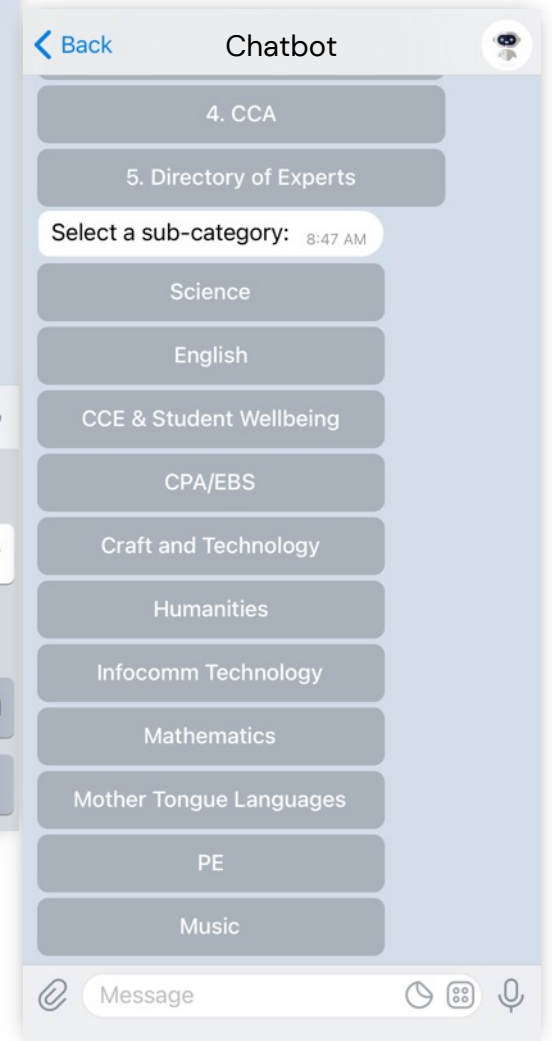 Back
Chatbot
4. CCA
5. Directory of Experts
Select a sub-category: 8:47 AM
Science
English
CCE & Student Wellbeing
CPA/EBS
Craft and Technology
Humanities
Infocomm Technology
Mathematics
Mother Tongue Languages
PE
Music
Message